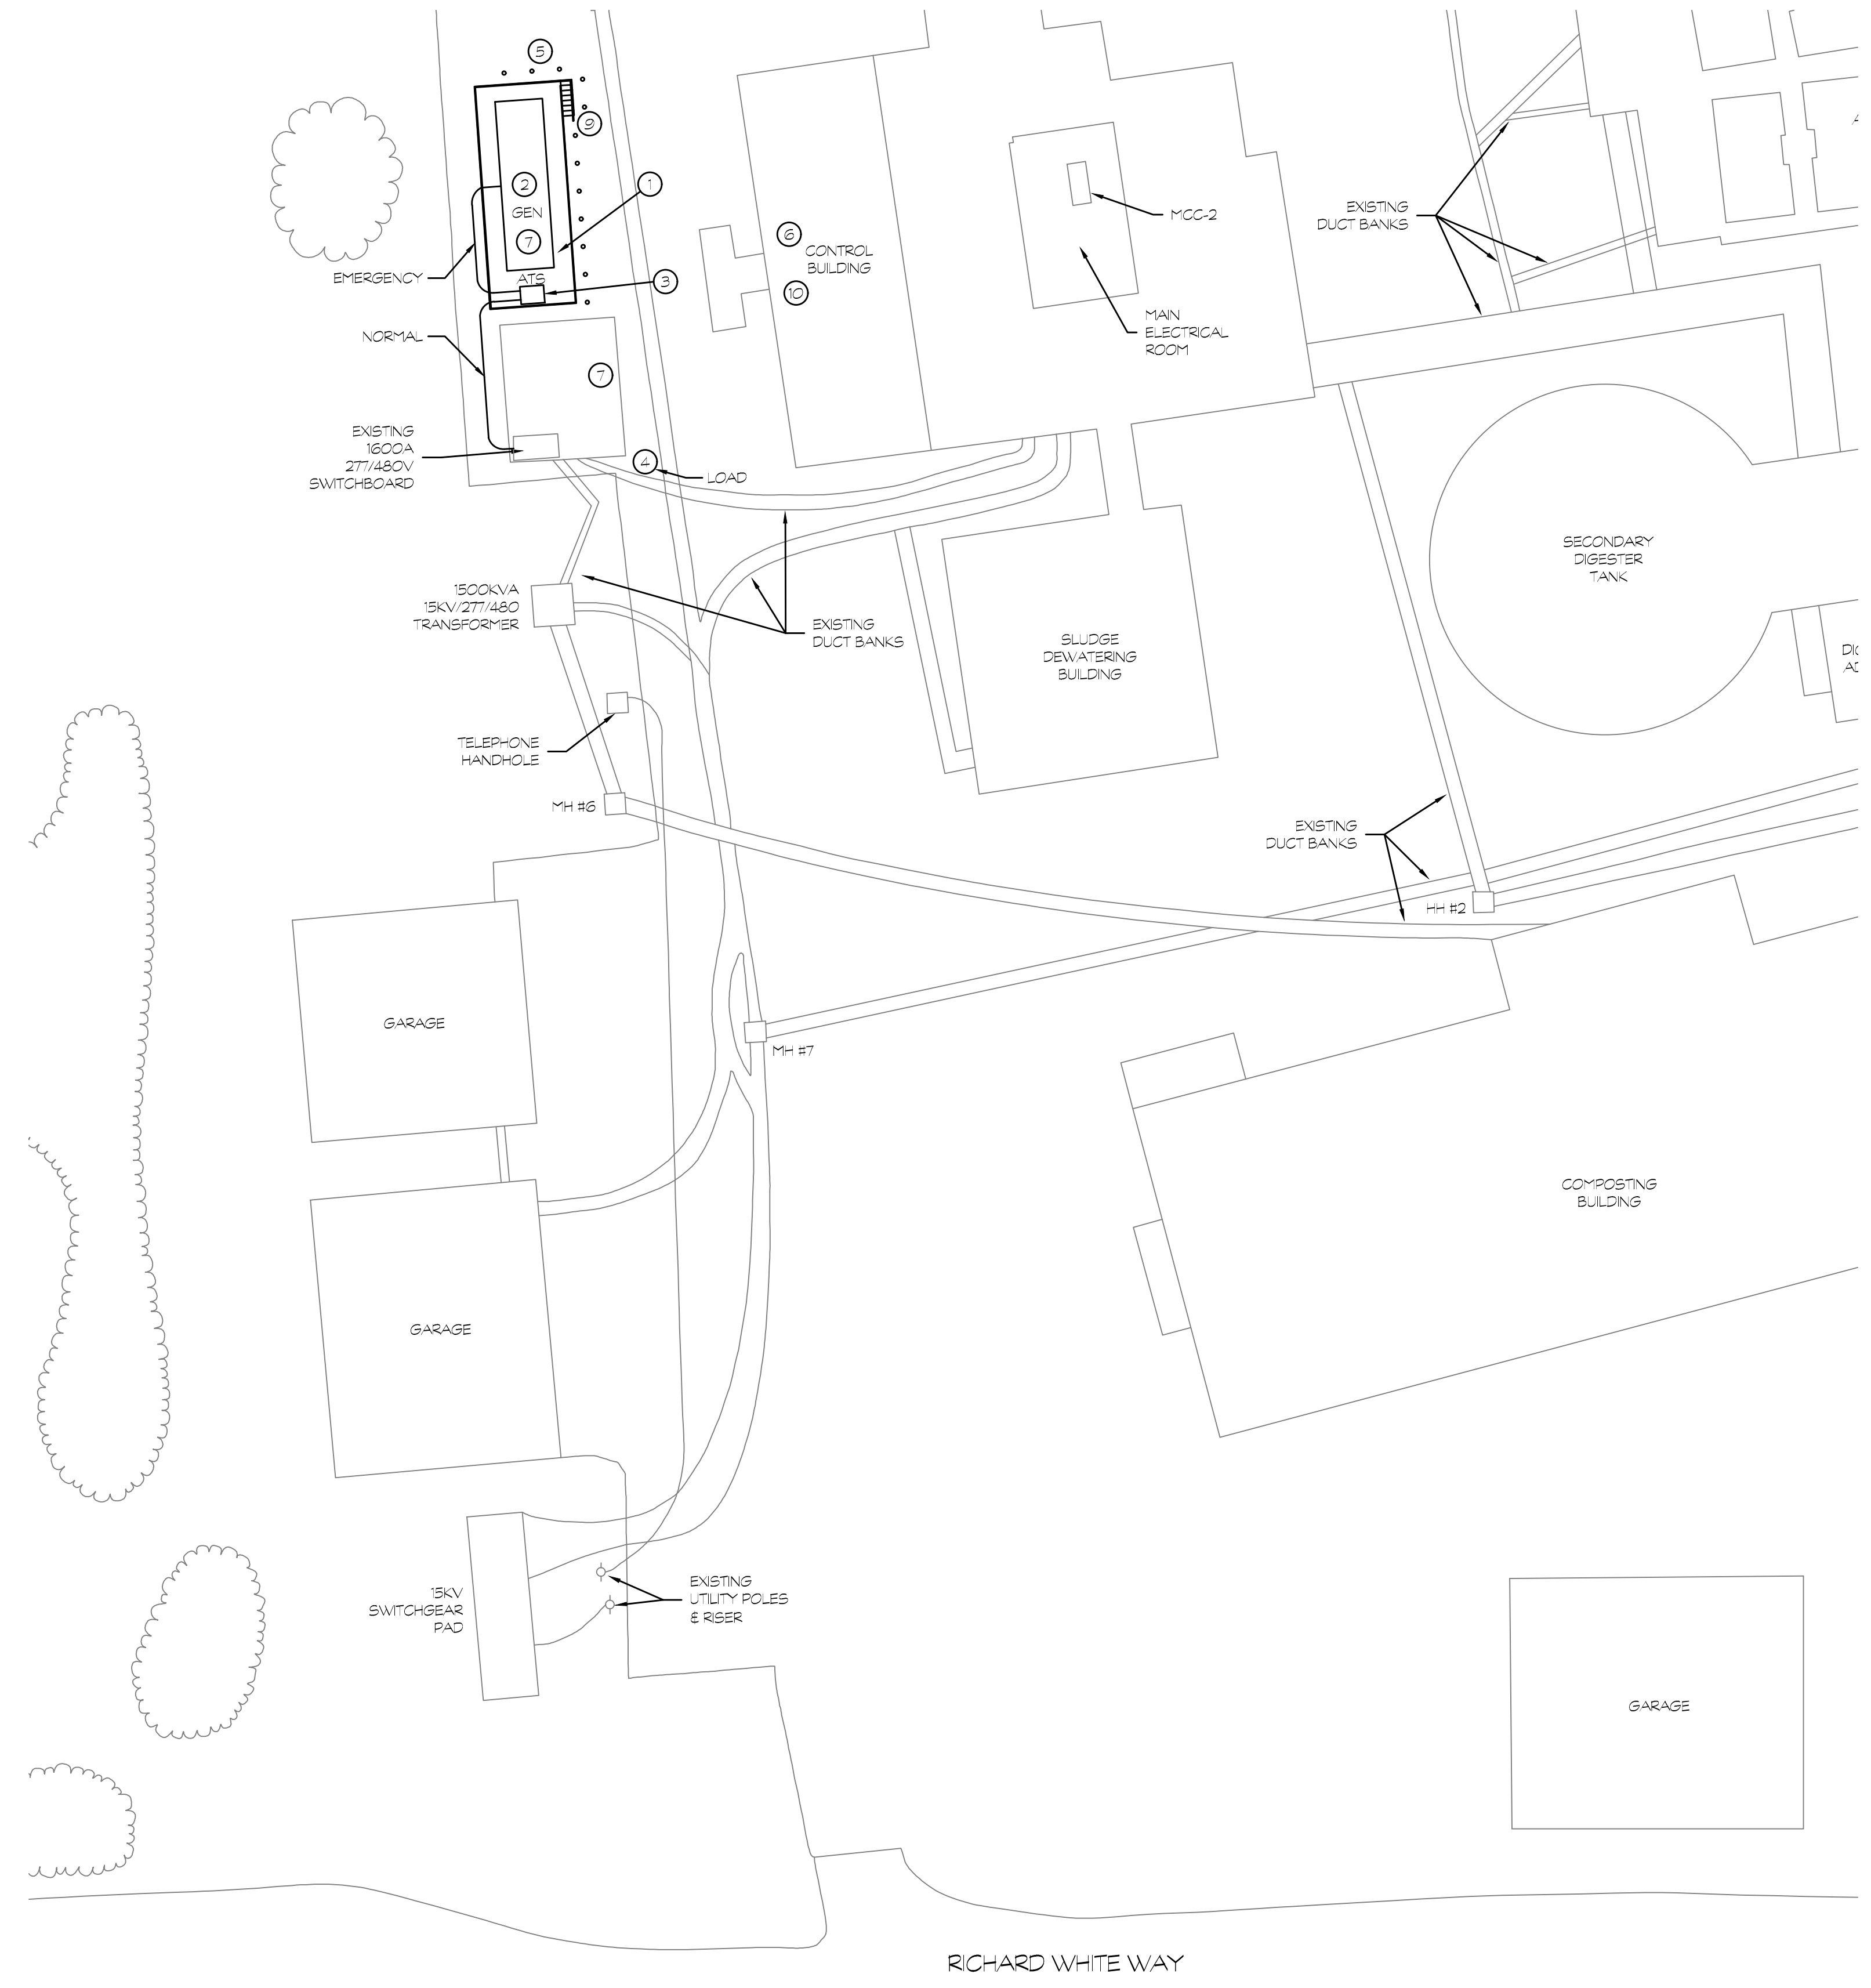 5
9
2
1
GEN
7
EMERGENCY
ATS
3
6
CONTROL
BUILDING
10
MCC-2
MAIN
ELECTRICAL
ROOM
EXISTING
DUCT BANKS
NORMAL
7
EXISTING
1600A
277/480V
SWITCHBOARD
4
LOAD
1500KVA
15KV/277/480
TRANSFORMER
EXISTING
DUCT BANKS
SLUDGE
DEWATERING
BUILDING
SECONDARY
DIGESTER
TANK
TELEPHONE
HANDHOLE
MH #6
EXISTING
DUCT BANKS
HH #2
GARAGE
MH #7
COMPOSTING
BUILDING
GARAGE
15KV
SWITCHGEAR
PAD
EXISTING
UTILITY POLES
& RISER
GARAGE
RICHARD WHITE WAY